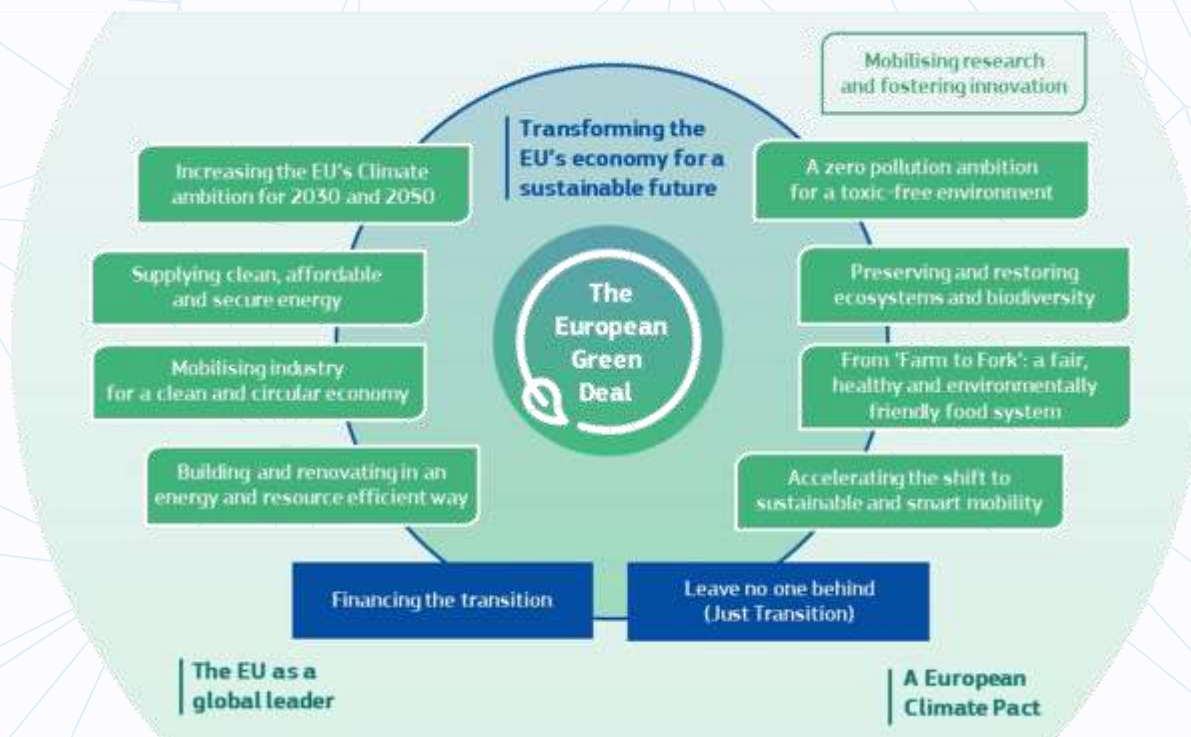 Mobilising research
and fostering innovation
Transforming the
EU's economy for a
sustainable future
Increasing the EU's Climate
ambition for 2030 and 2050
A zero pollution ambition
for a toxic-free environment
Supplying clean, affordable
and secure energy
Preserving and restoring
ecosystems and biodiversity
The
European
Green
Deal
Mobilising industry
for a clean and circular economy
From 'Farm to Fork': a fair,
healthy and environmentally
friendly food system
Building and renovating in an
energy and resource efficient way
Accelerating the shift to
sustainable and smart mobility
Financing the transition
Leave no one behind
(Just Transition)
The EU as a
global leader
A European
Climate Pact